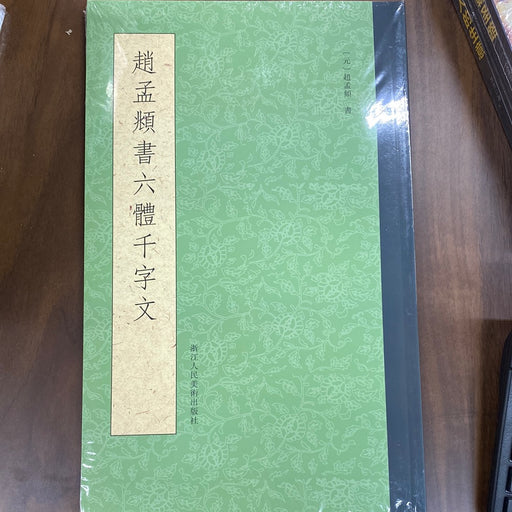 〔元〕趙孟頫 書
趙孟頫書六體千字文
浙江人民美術出版社